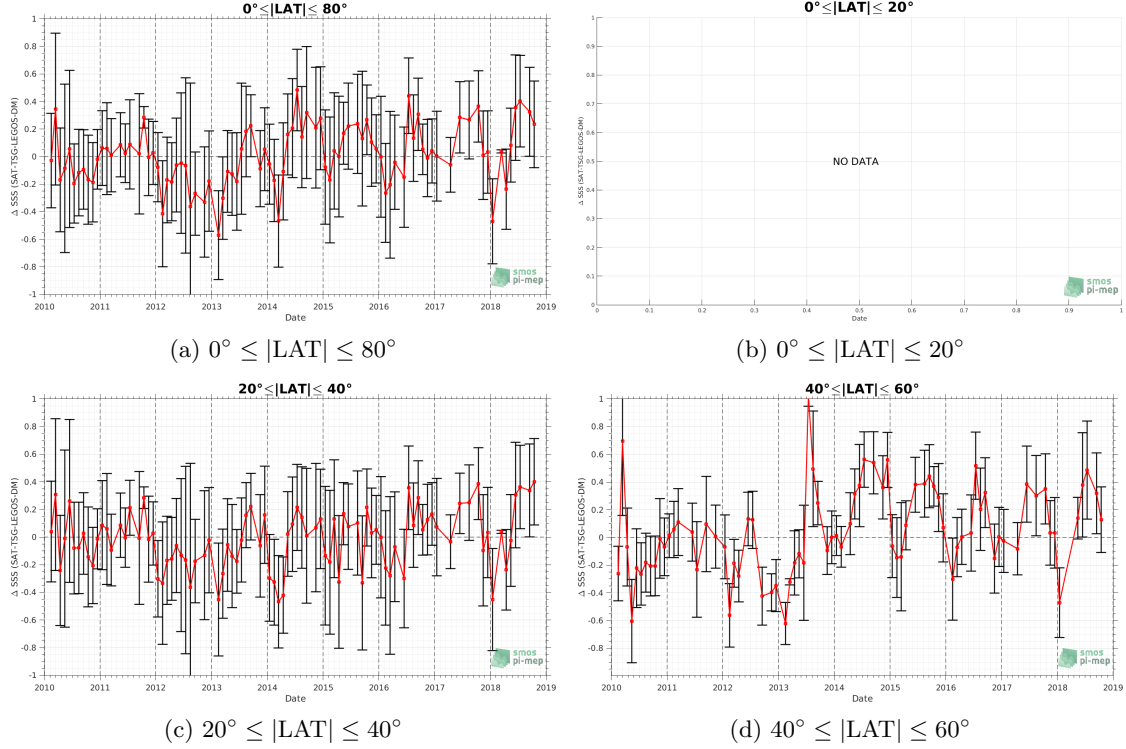 0°≤|LAT|≤ 80°
Δ SSS (SAT-TSG-LEGOS-DM)
1
0.8
0.6
0.4
0.2
0
-0.2
-0.4
-0.6
-0.8
-1
2010 2011 2012 2013 2014 2015 2016 2017 2018 2019
Date
smos
pi-mep
(a) 0° ≤ |LAT| ≤ 80°
0°≤|LAT|≤ 20°
Δ SSS (SAT-TSG-LEGOS-DM)
1
0.9
0.8
0.7
0.6
0.5
0.4
0.3
0.2
0.1
0
NO DATA
0 0.1 0.2 0.3 0.4 0.5 0.6 0.7 0.8 0.9 1
Date
smos
pi-mep
(b) 0° ≤ |LAT| ≤ 20°
20°≤|LAT|≤ 40°
Δ SSS (SAT-TSG-LEGOS-DM)
1
0.8
0.6
0.4
0.2
0
-0.2
-0.4
-0.6
-0.8
-1
2010 2011 2012 2013 2014 2015 2016 2017 2018 2019
Date
smos
pi-mep
(c) 20° ≤ |LAT| ≤ 40°
40°≤|LAT|≤ 60°
Δ SSS (SAT-TSG-LEGOS-DM)
1
0.8
0.6
0.4
0.2
0
-0.2
-0.4
-0.6
-0.8
-1
2010 2011 2012 2013 2014 2015 2016 2017 2018 2019
Date
smos
pi-mep
(d) 40° ≤ |LAT| ≤ 60°